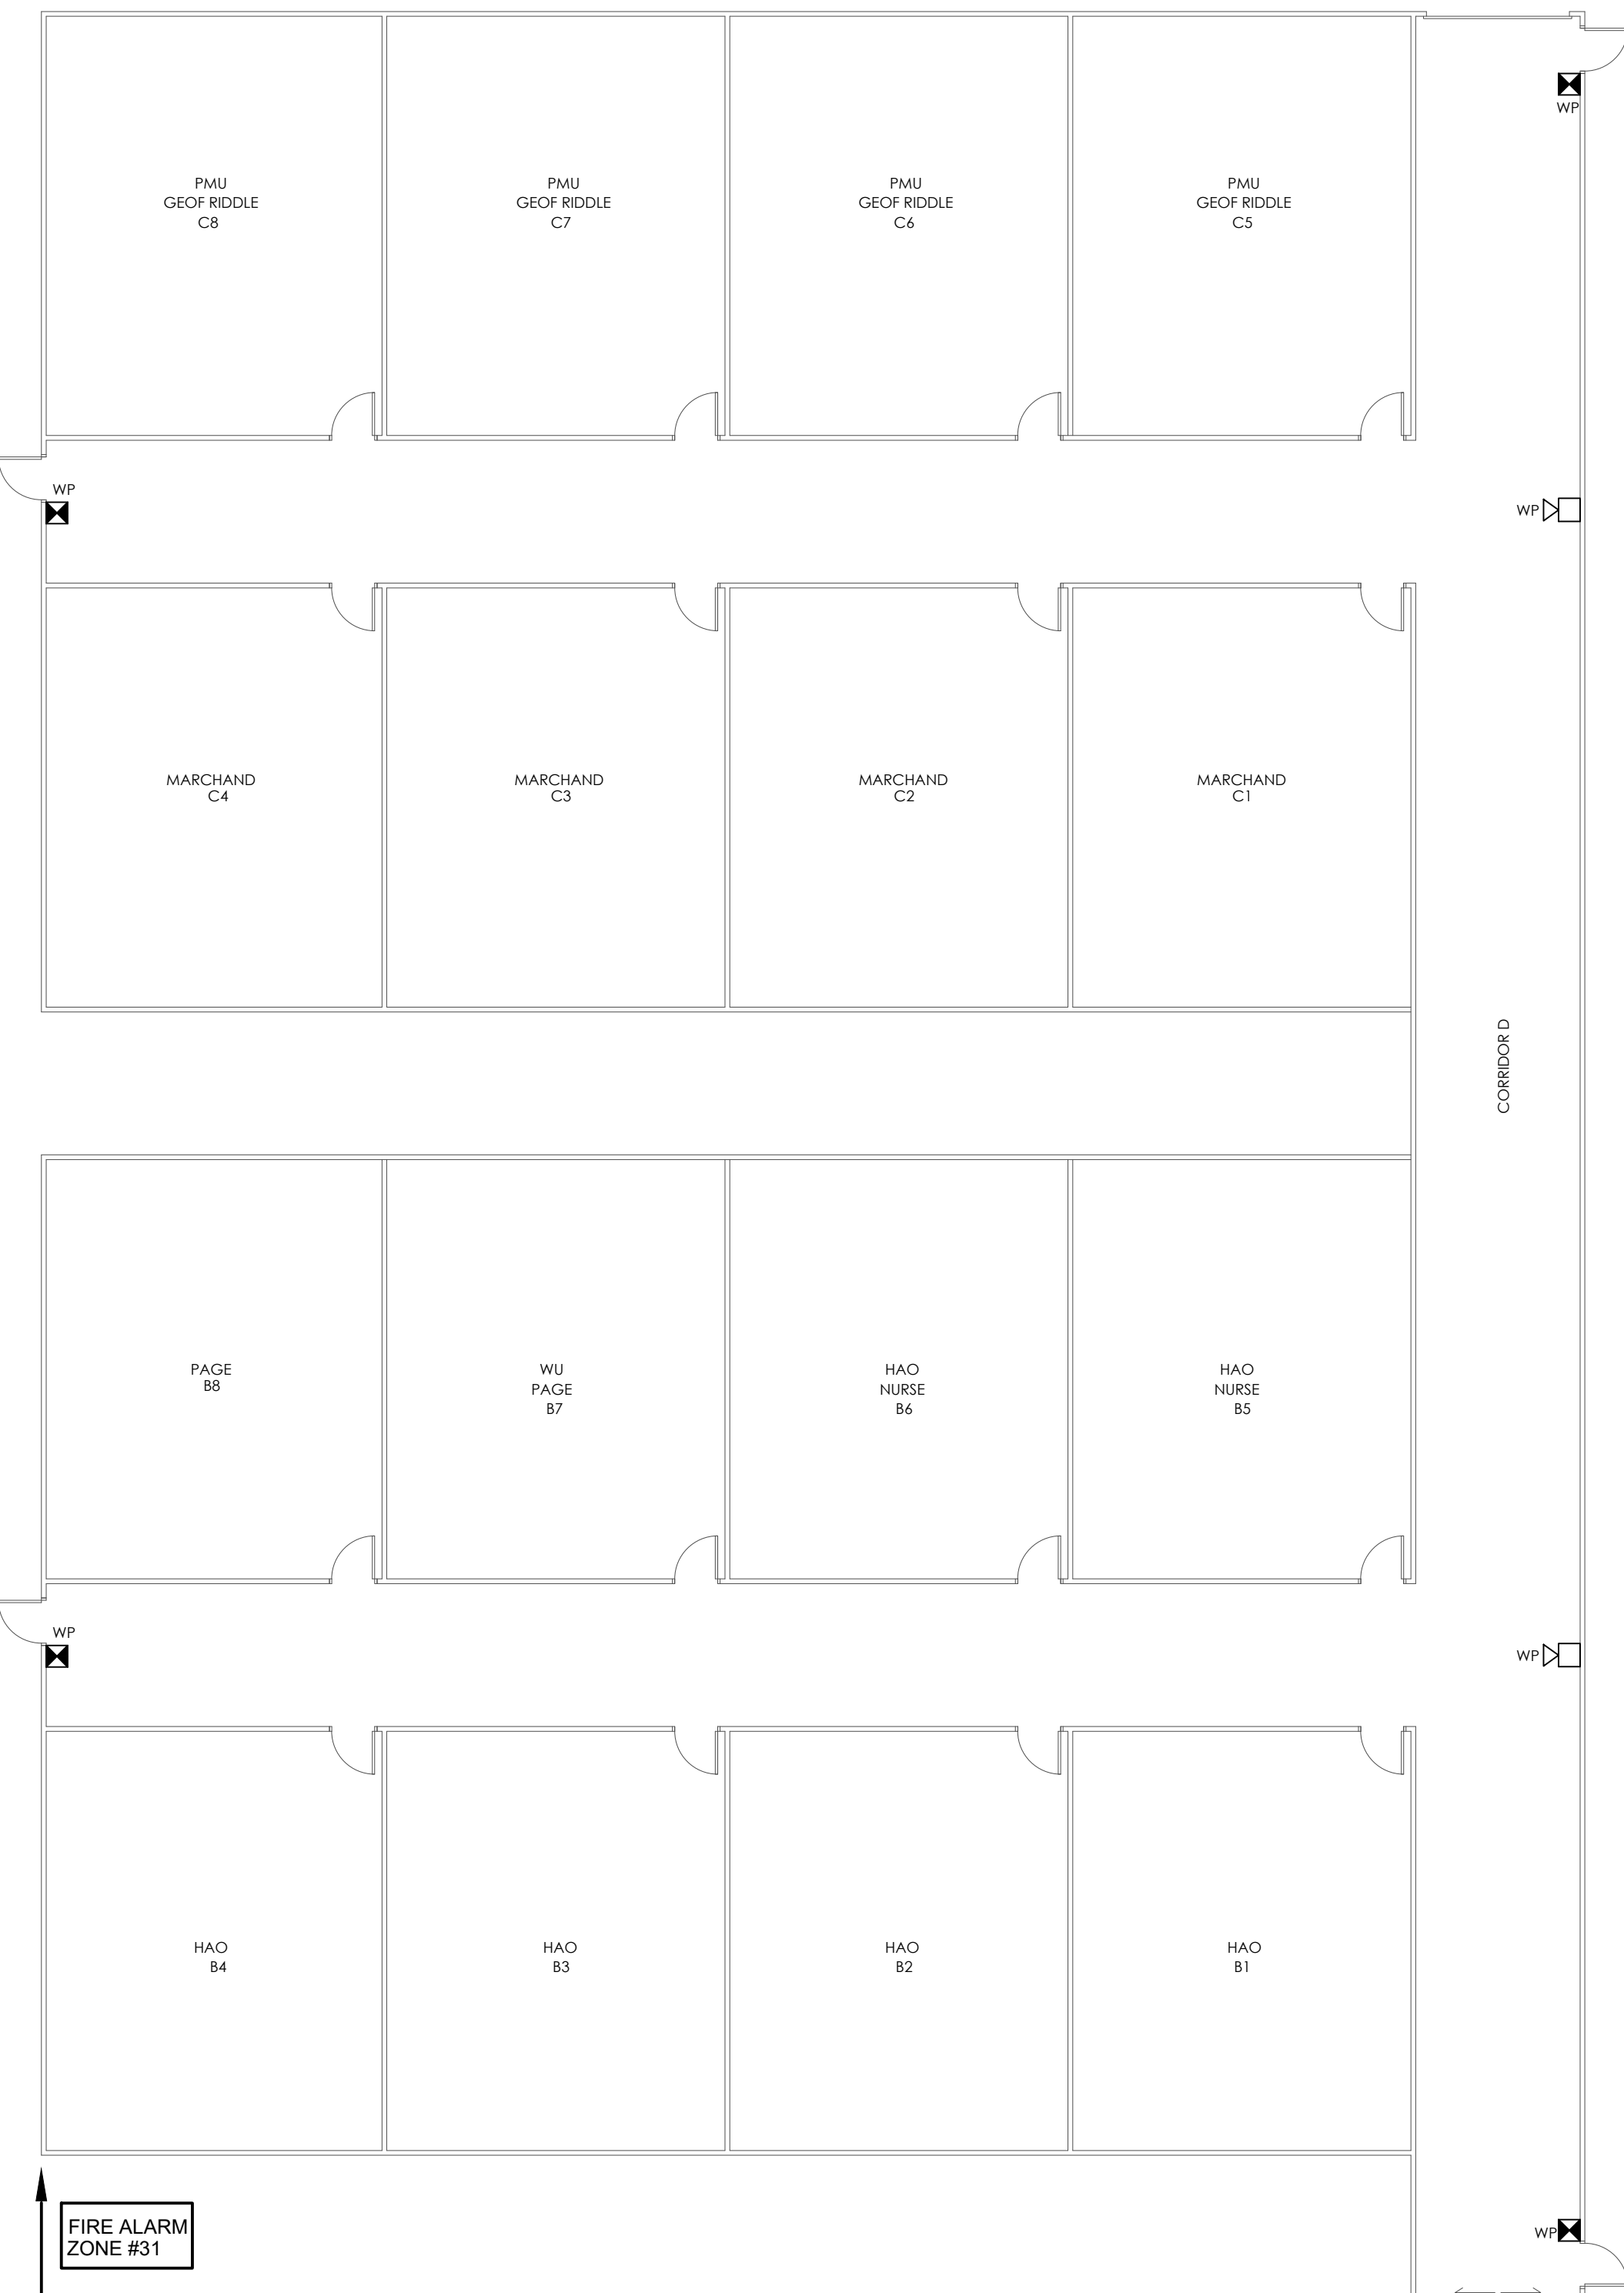 WP
PMU
GEOF RIDDLE
C8
PMU
GEOF RIDDLE
C7
PMU
GEOF RIDDLE
C6
PMU
GEOF RIDDLE
C5
WP
WP
MARCHAND
C4
MARCHAND
C3
MARCHAND
C2
MARCHAND
C1
CORRIDOR D
PAGE
B8
WU
PAGE
B7
HAO
NURSE
B6
HAO
NURSE
B5
WP
WP
HAO
B4
HAO
B3
HAO
B2
HAO
B1
FIRE ALARM
ZONE #31
WP